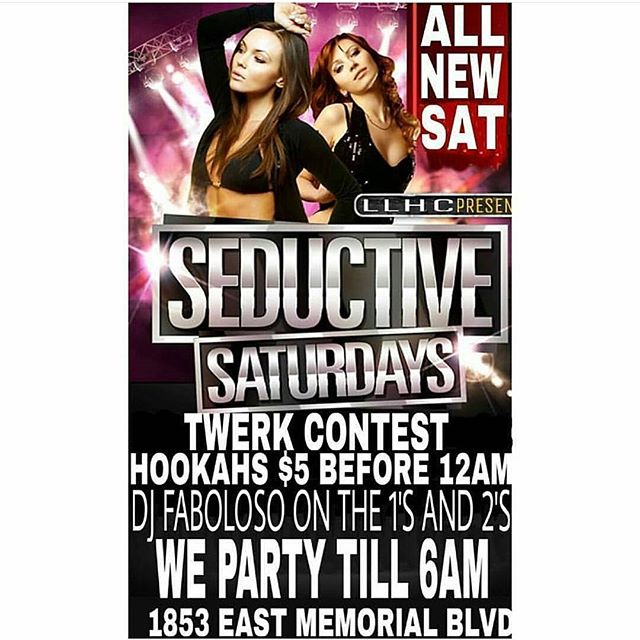 ALL
NEW
SAT
LLHC PRESEN
SEDUCTIVE
SATURDAYS
TWERK CONTEST
HOOKAHS $5 BEFORE 12AM
DJ FABOLOSO ON THE 1'S AND 2'S
WE PARTY TILL 6AM
1853 EAST MEMORIAL BLVD